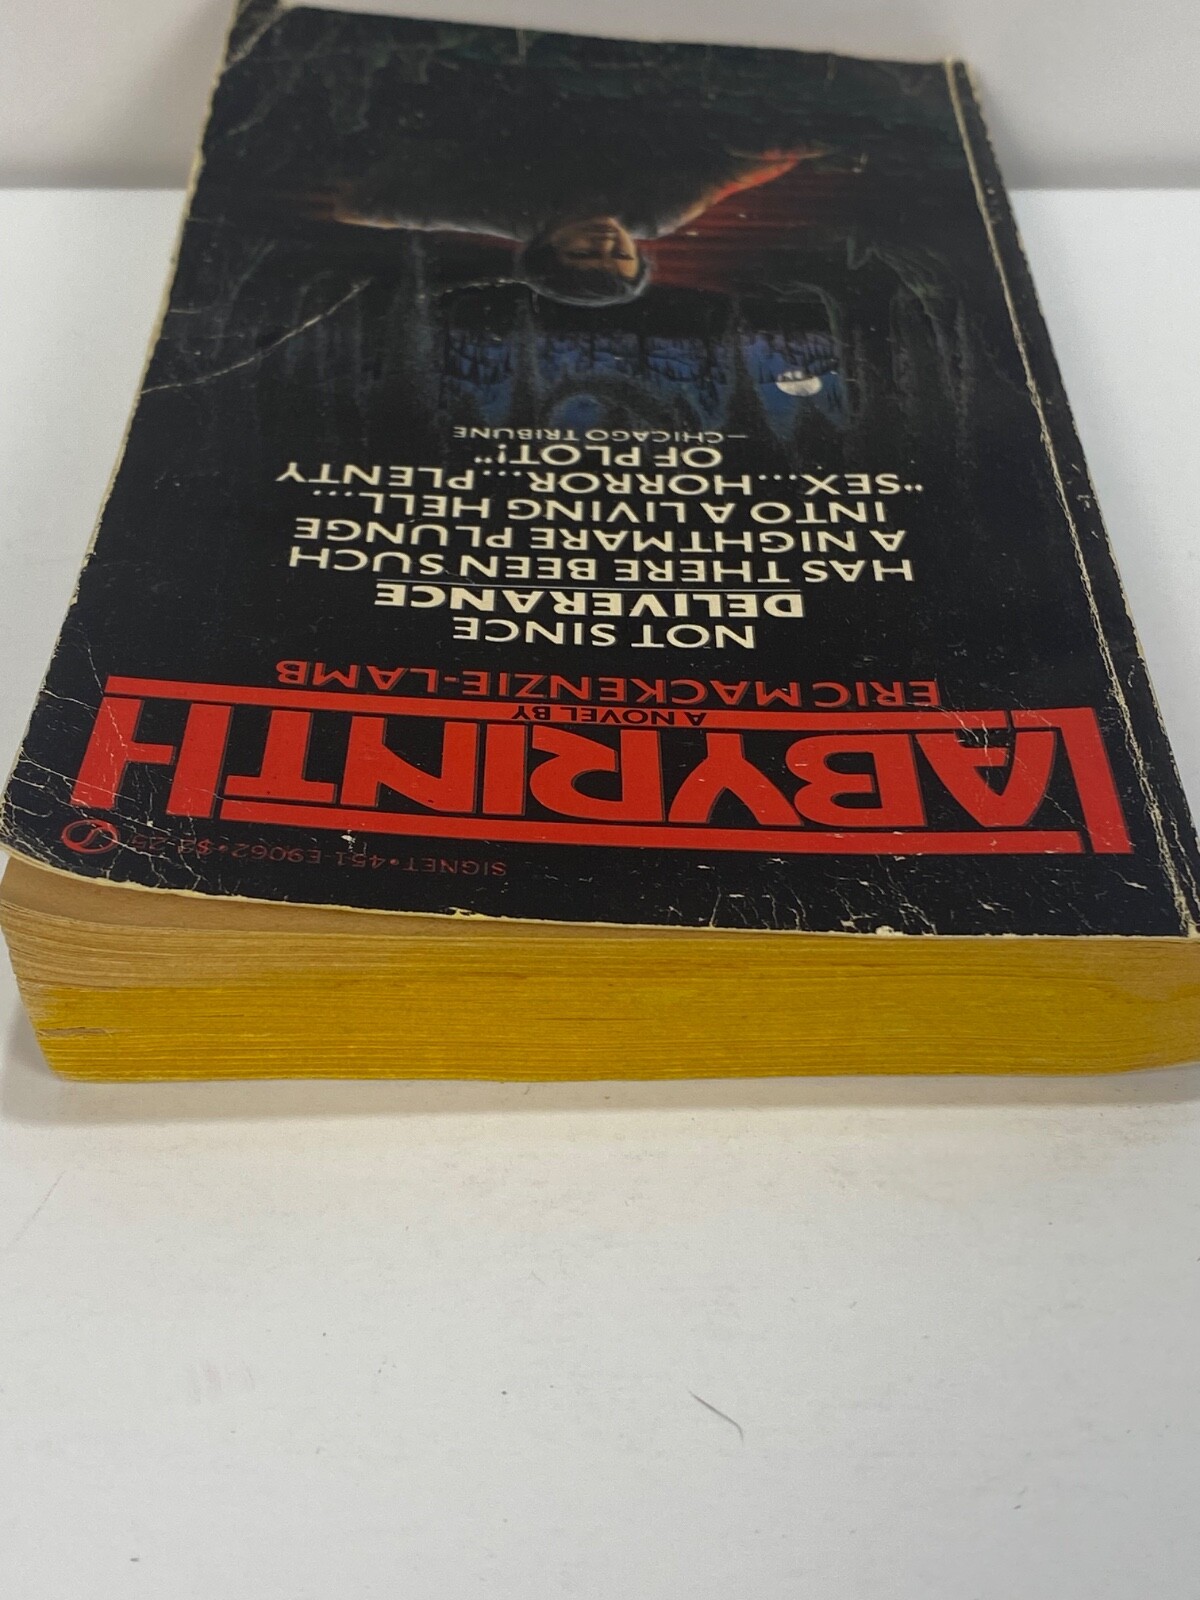 SIGNET•451-E9062•$2.25
LABYRINTH
A NOVEL BY
ERIC MACKENZIE-LAMB
NOT SINCE
DELIVERANCE
HAS THERE BEEN SUCH
A NIGHTMARE PLUNGE
INTO A LIVING HELL...
"SEX...HORROR...PLENTY
OF PLOT!"
—CHICAGO TRIBUNE